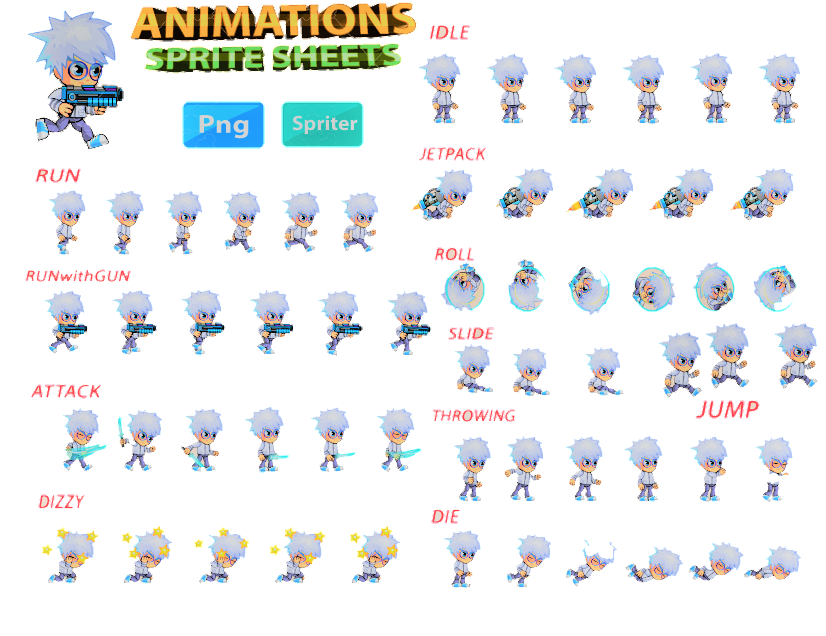 ANIMATIONS
SPRITE SHEETS
Png
Spriter
RUN
RUNwithGUN
ATTACK
DIZZY
IDLE
JETPACK
ROLL
SLIDE
JUMP
THROWING
DIE